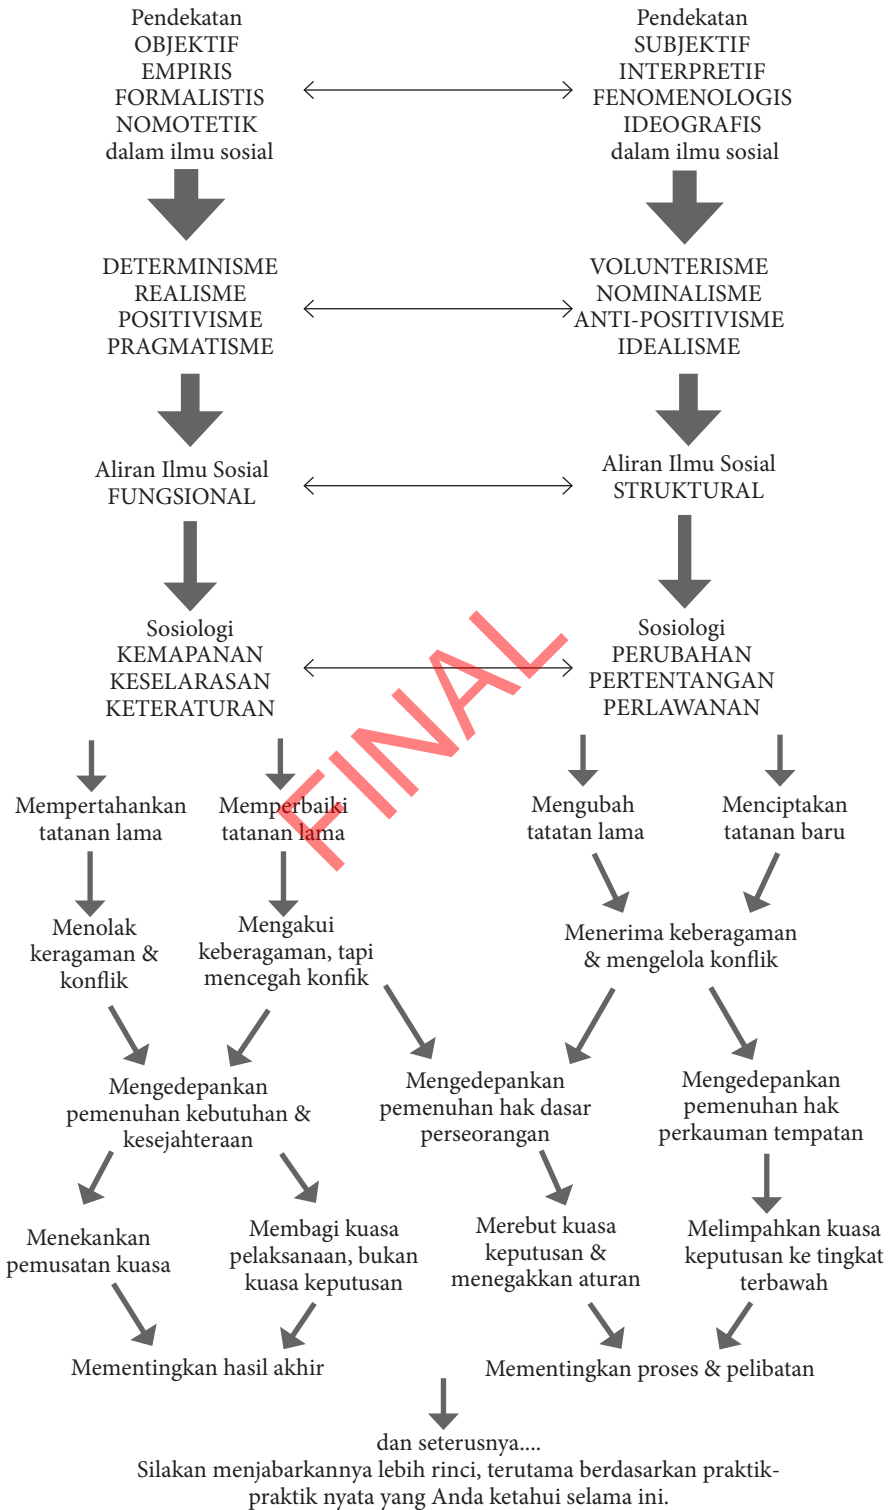 Pendekatan
OBJEKTIF
EMPIRIS
FORMALISTIS
NOMOTETIK
dalam ilmu sosial
Pendekatan
SUBJEKTIF
INTERPRETIF
FENOMENOLOGIS
IDEOGRAFIS
dalam ilmu sosial
DETERMINISME
REALISME
POSITIVISME
PRAGMATISME
VOLUNTERISME
NOMINALISME
ANTI-POSITIVISME
IDEALISME
Aliran Ilmu Sosial
FUNGSIONAL
Aliran Ilmu Sosial
STRUKTURAL
Sosiologi
KEMAPANAN
KESELARASAN
KETERATURAN
Sosiologi
PERUBAHAN
PERTENTANGAN
PERLAWANAN
FINAL
Mempertahankan
tatanan lama
Memperbaiki
tatanan lama
Mengubah
tatatan lama
Menciptakan
tatanan baru
Menolak
keragaman &
konflik
Mengakui
keberagaman, tapi
mencegah konfik
Menerima keberagaman
& mengelola konflik
Mengedepankan
pemenuhan kebutuhan &
kesejahteraan
Mengedepankan
pemenuhan hak dasar
perseorangan
Mengedepankan
pemenuhan hak
perkauman tempatan
Menekankan
pemusatan kuasa
Membagi kuasa
pelaksanaan, bukan
kuasa keputusan
Merebut kuasa
keputusan &
menegakkan aturan
Melimpahkan kuasa
keputusan ke tingkat
terbawah
Mementingkan hasil akhir
Mementingkan proses & pelibatan
dan seterusnya....
Silakan menjabarkannya lebih rinci, terutama berdasarkan praktik-
praktik nyata yang Anda ketahui selama ini.